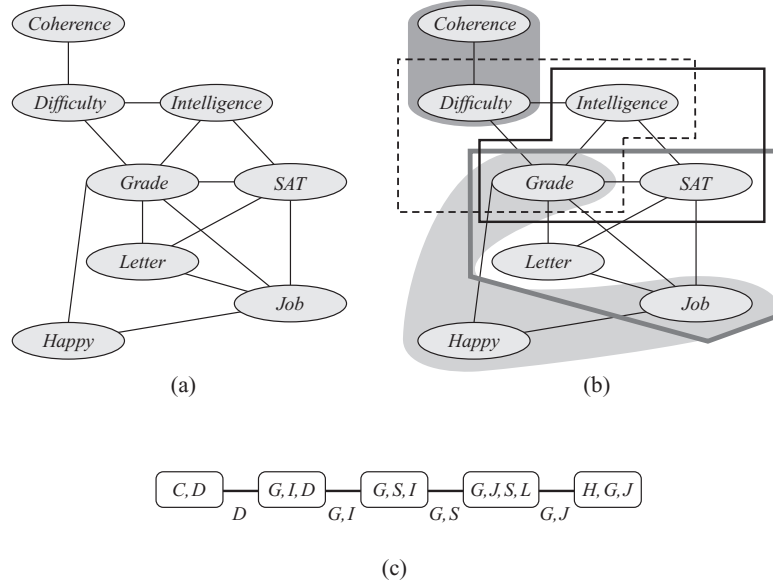 Coherence
Difficulty
Intelligence
Grade
SAT
Letter
Job
Happy
(a)
Coherence
Difficulty
Intelligence
Grade
SAT
Letter
Job
Happy
(b)
C, D
G, I, D
G, S, I
G, J, S, L
H, G, J
D
G, I
G, S
G, J
(c)